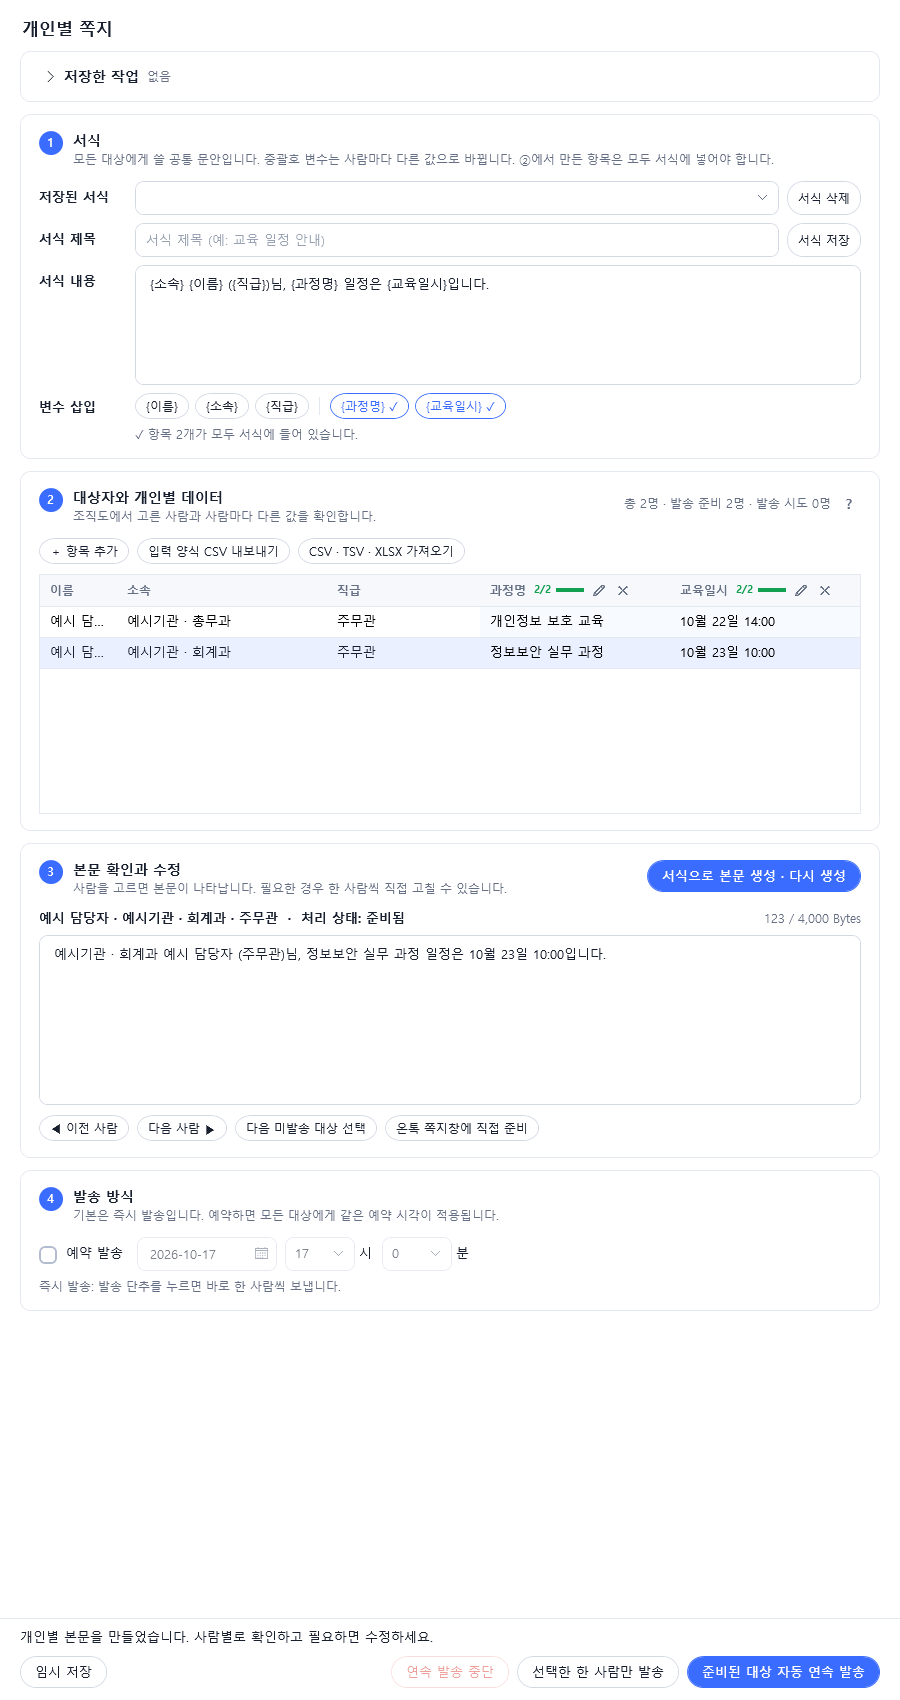 개인별 쪽지
저장한 작업 없음
1 서식
모든 대상에게 쓸 공통 문안입니다. 중괄호 변수는 사람마다 다른 값으로 바뀝니다. ②에서 만든 항목은 모두 서식에 넣어야 합니다.
저장된 서식 서식 삭제
서식 제목 서식 제목 (예: 교육 일정 안내) 서식 저장
서식 내용 {소속} {이름} ({직급})님, {과정명} 일정은 {교육일시}입니다.
변수 삽입 {이름} {소속} {직급} {과정명} ✓ {교육일시} ✓
✓ 항목 2개가 모두 서식에 들어 있습니다.
2 대상자와 개인별 데이터
조직도에서 고른 사람과 사람마다 다른 값을 확인합니다.
총 2명 · 발송 준비 2명 · 발송 시도 0명 ?
+ 항목 추가 입력 양식 CSV 내보내기 CSV · TSV · XLSX 가져오기
이름 소속 직급 과정명 2/2 교육일시 2/2
예시 담... 예시기관 · 총무과 주무관 개인정보 보호 교육 10월 22일 14:00
예시 담... 예시기관 · 회계과 주무관 정보보안 실무 과정 10월 23일 10:00
3 본문 확인과 수정
사람을 고르면 본문이 나타납니다. 필요한 경우 한 사람씩 직접 고칠 수 있습니다.
서식으로 본문 생성 · 다시 생성
예시 담당자 · 예시기관 · 회계과 · 주무관 · 처리 상태: 준비됨 123 / 4,000 Bytes
예시기관 · 회계과 예시 담당자 (주무관)님, 정보보안 실무 과정 일정은 10월 23일 10:00입니다.
◀ 이전 사람 다음 사람 ▶ 다음 미발송 대상 선택 온톡 쪽지창에 직접 준비
4 발송 방식
기본은 즉시 발송입니다. 예약하면 모든 대상에게 같은 예약 시각이 적용됩니다.
예약 발송 2026-10-17 17 시 0 분
즉시 발송: 발송 단추를 누르면 바로 한 사람씩 보냅니다.
개인별 본문을 만들었습니다. 사람별로 확인하고 필요하면 수정하세요.
임시 저장 연속 발송 중단 선택한 한 사람만 발송 준비된 대상 자동 연속 발송